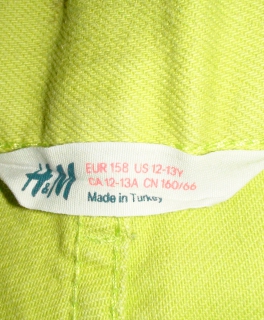 H&M
EUR 158 US 12-13Y
CA 12-13A CN 160/66
Made in Turkey